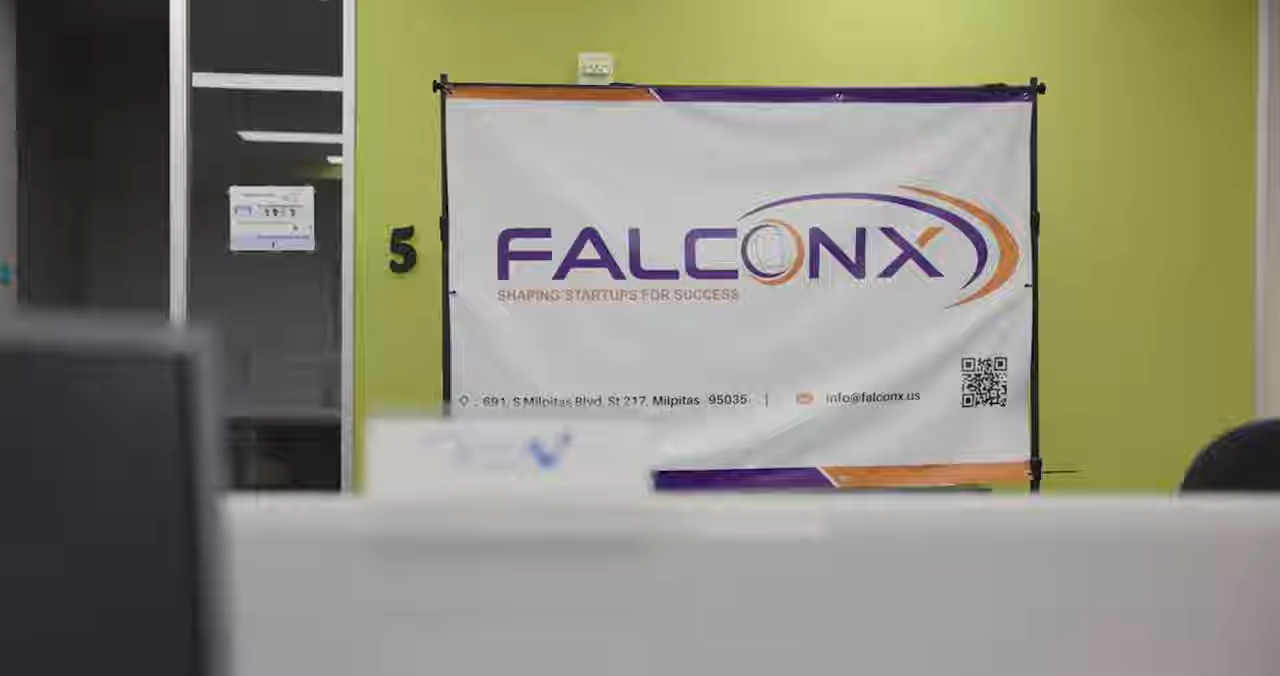 5
FALCONX
SHAPING STARTUPS FOR SUCCESS
: 691, S Milpitas Blvd, St 217, Milpitas 95035 | info@falconx.us